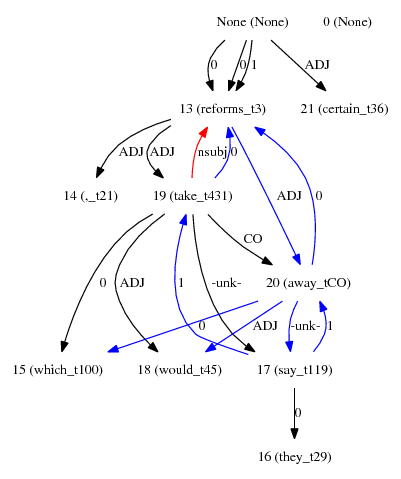 None (None) 0 (None)
0 0 1 ADJ
13 (reforms_t3) 21 (certain_t36)
ADJ ADJ nsubj 0
ADJ 0
14 (,_t21) 19 (take_t431)
CO
0 ADJ -unk- 1
20 (away_tCO)
0 ADJ -unk- 1
15 (which_t100) 18 (would_t45) 17 (say_t119)
0
16 (they_t29)